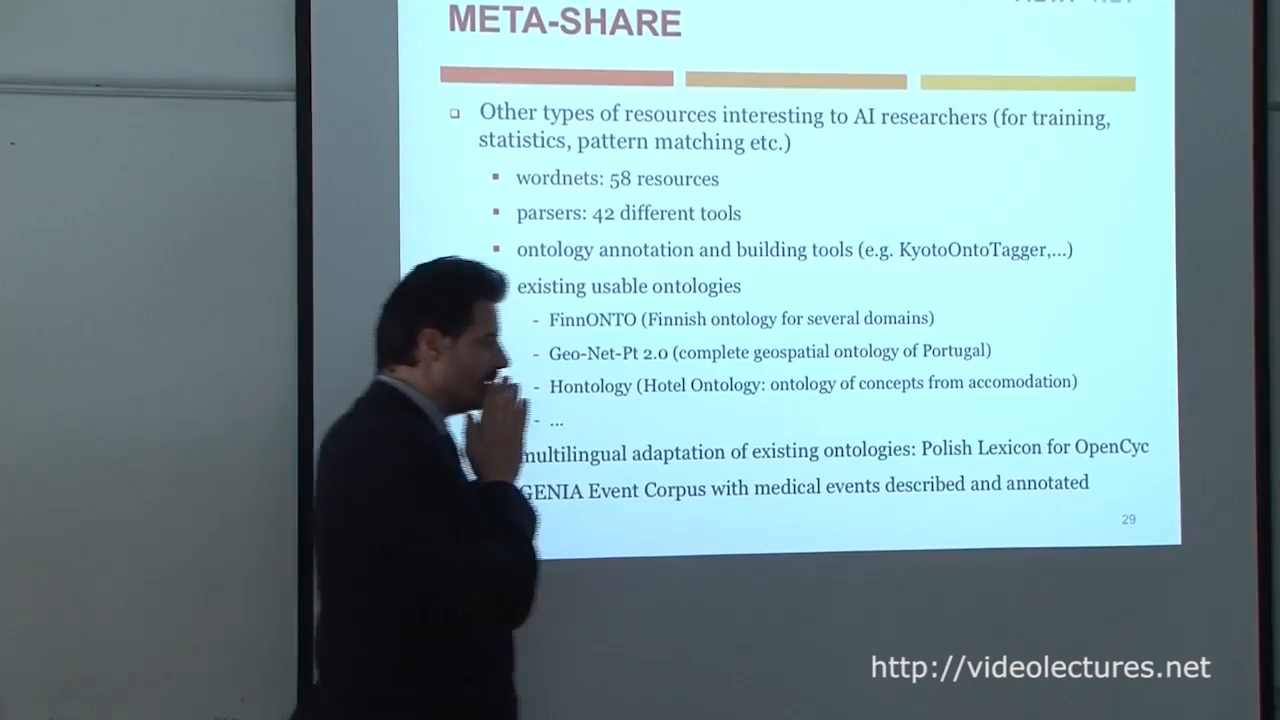 META-SHARE
Other types of resources interesting to AI researchers (for training,
statistics, pattern matching etc.)
wordnets: 58 resources
parsers: 42 different tools
ontology annotation and building tools (e.g. KyotoOntoTagger,...)
existing usable ontologies
- FinnONTO (Finnish ontology for several domains)
- Geo-Net-Pt 2.0 (complete geospatial ontology of Portugal)
- Hontology (Hotel Ontology: ontology of concepts from accomodation)
- ...
multilingual adaptation of existing ontologies: Polish Lexicon for OpenCyc
GENIA Event Corpus with medical events described and annotated
29
http://videolectures.net